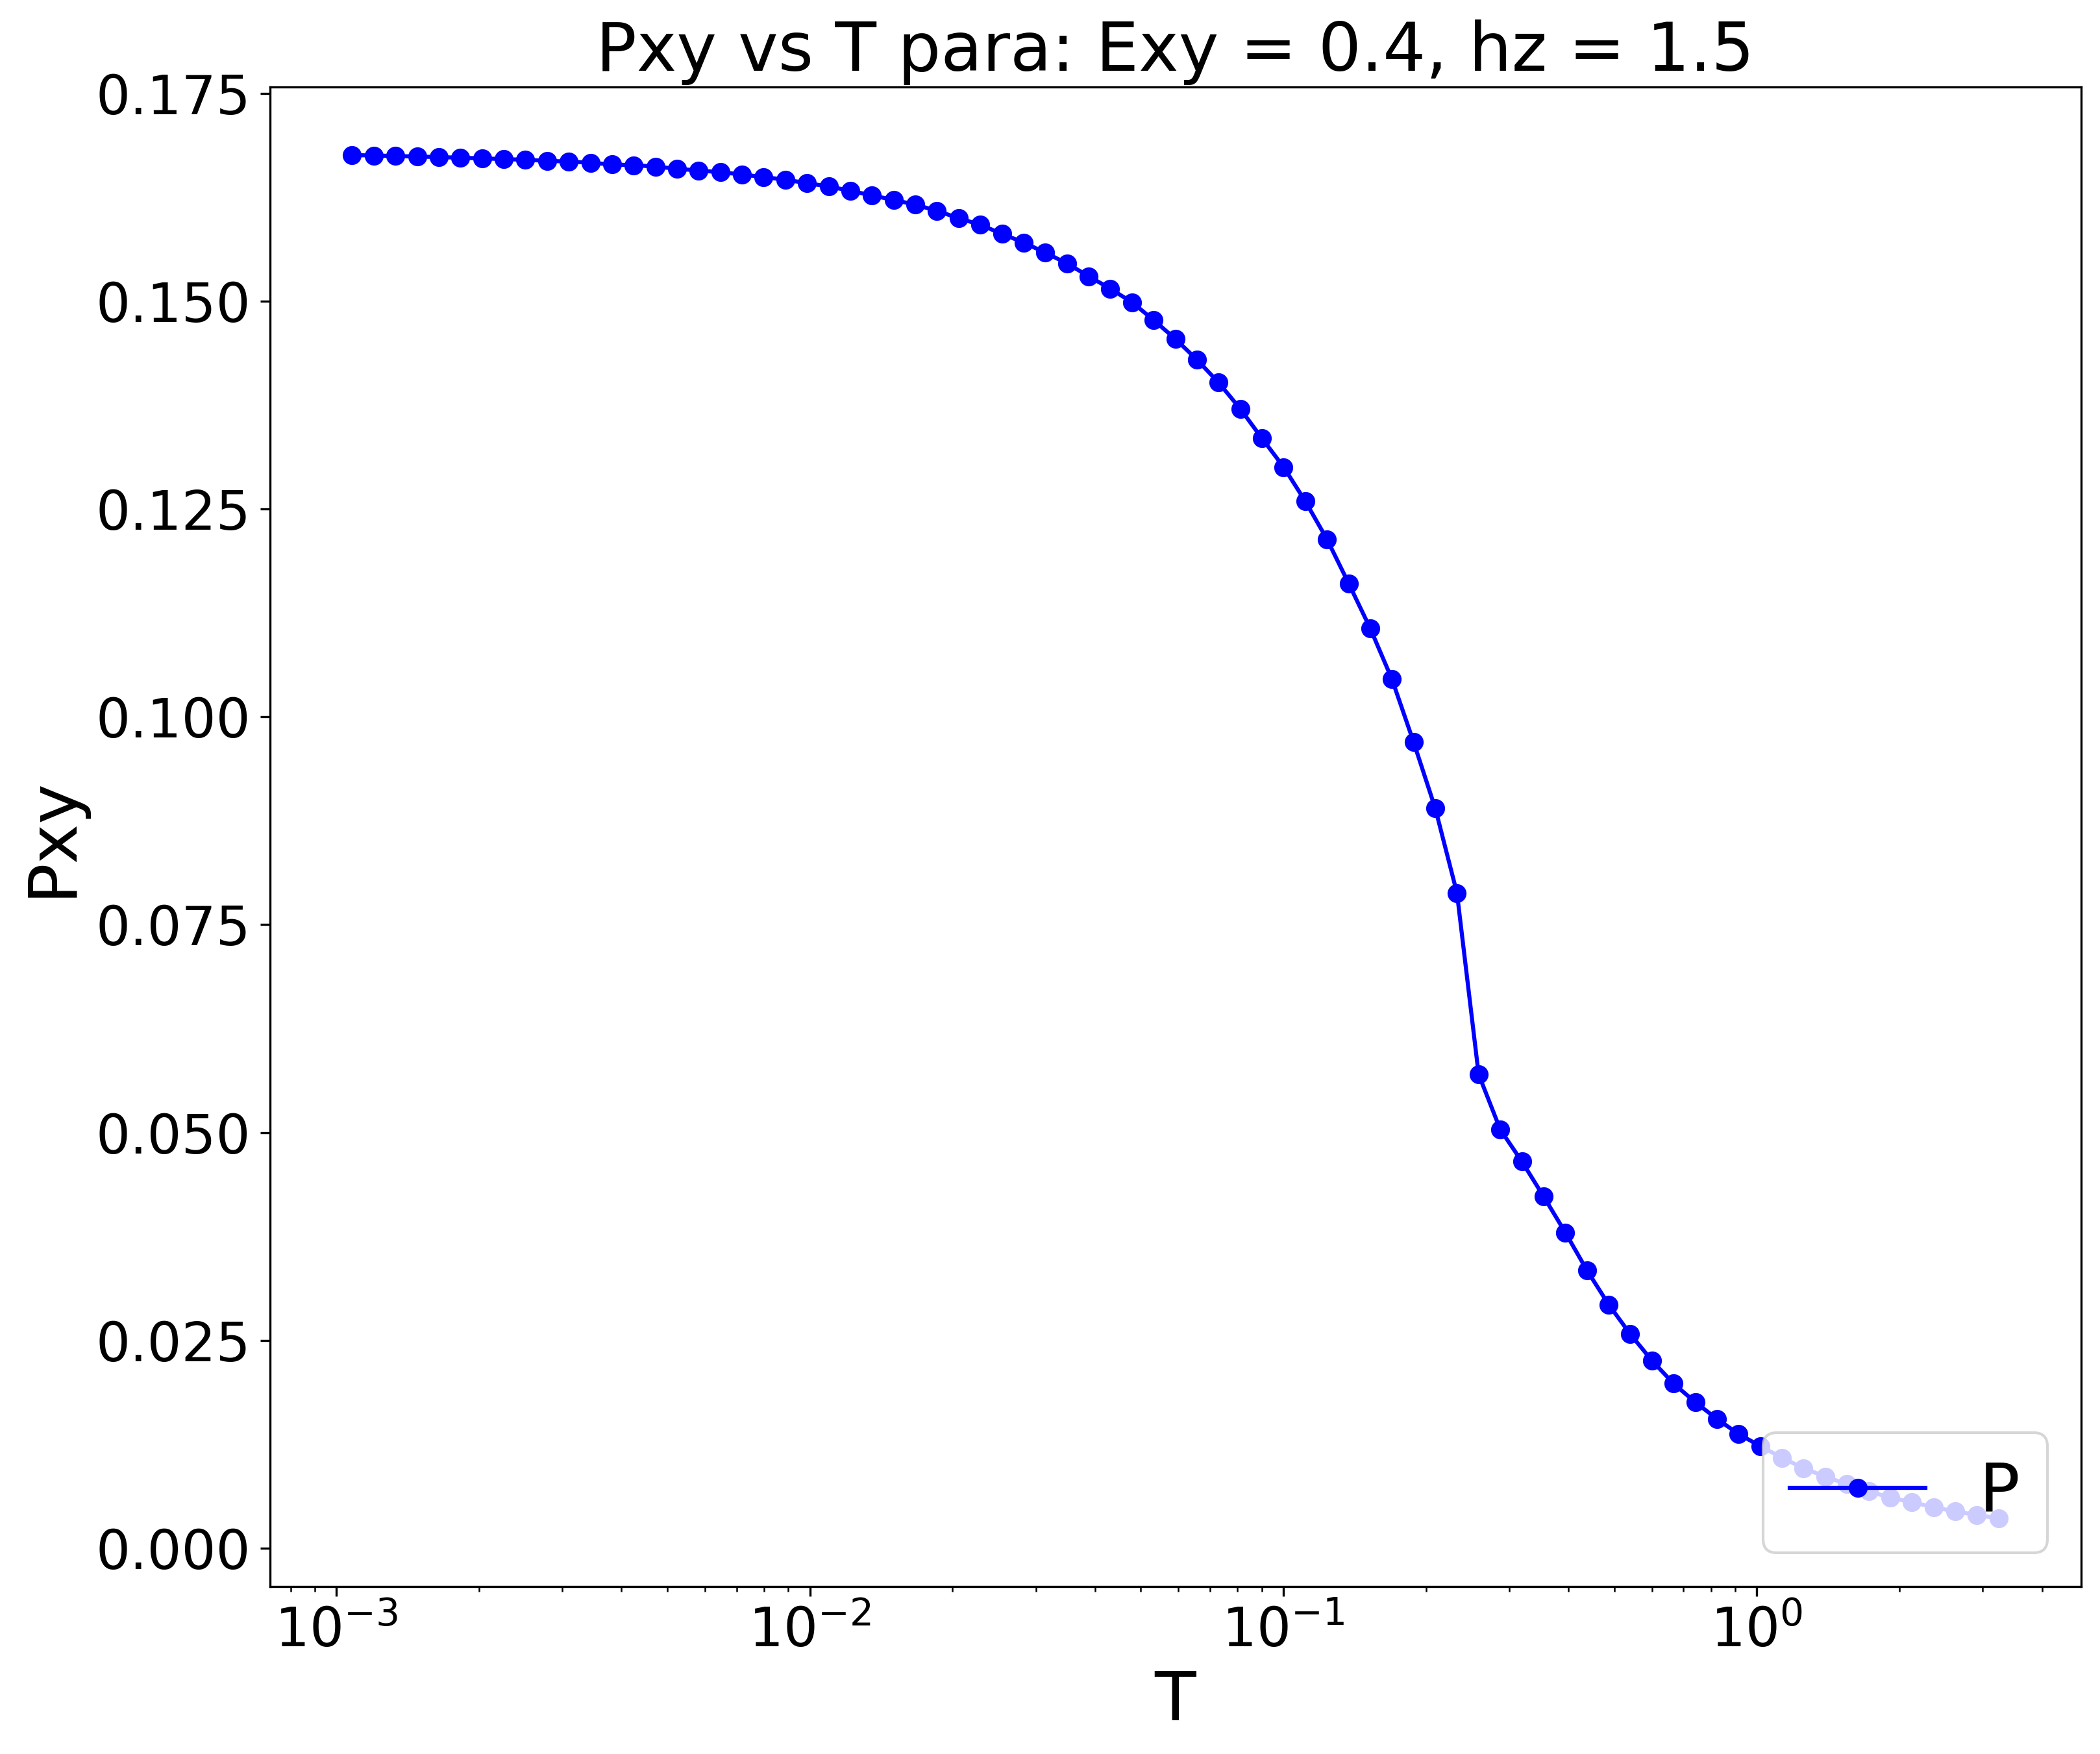 Pxy vs T para: Exy = 0.4, hz = 1.5
Pxy
0.175
0.150
0.125
0.100
0.075
0.050
0.025
0.000
P
10⁻³ 10⁻² 10⁻¹ 10⁰
T